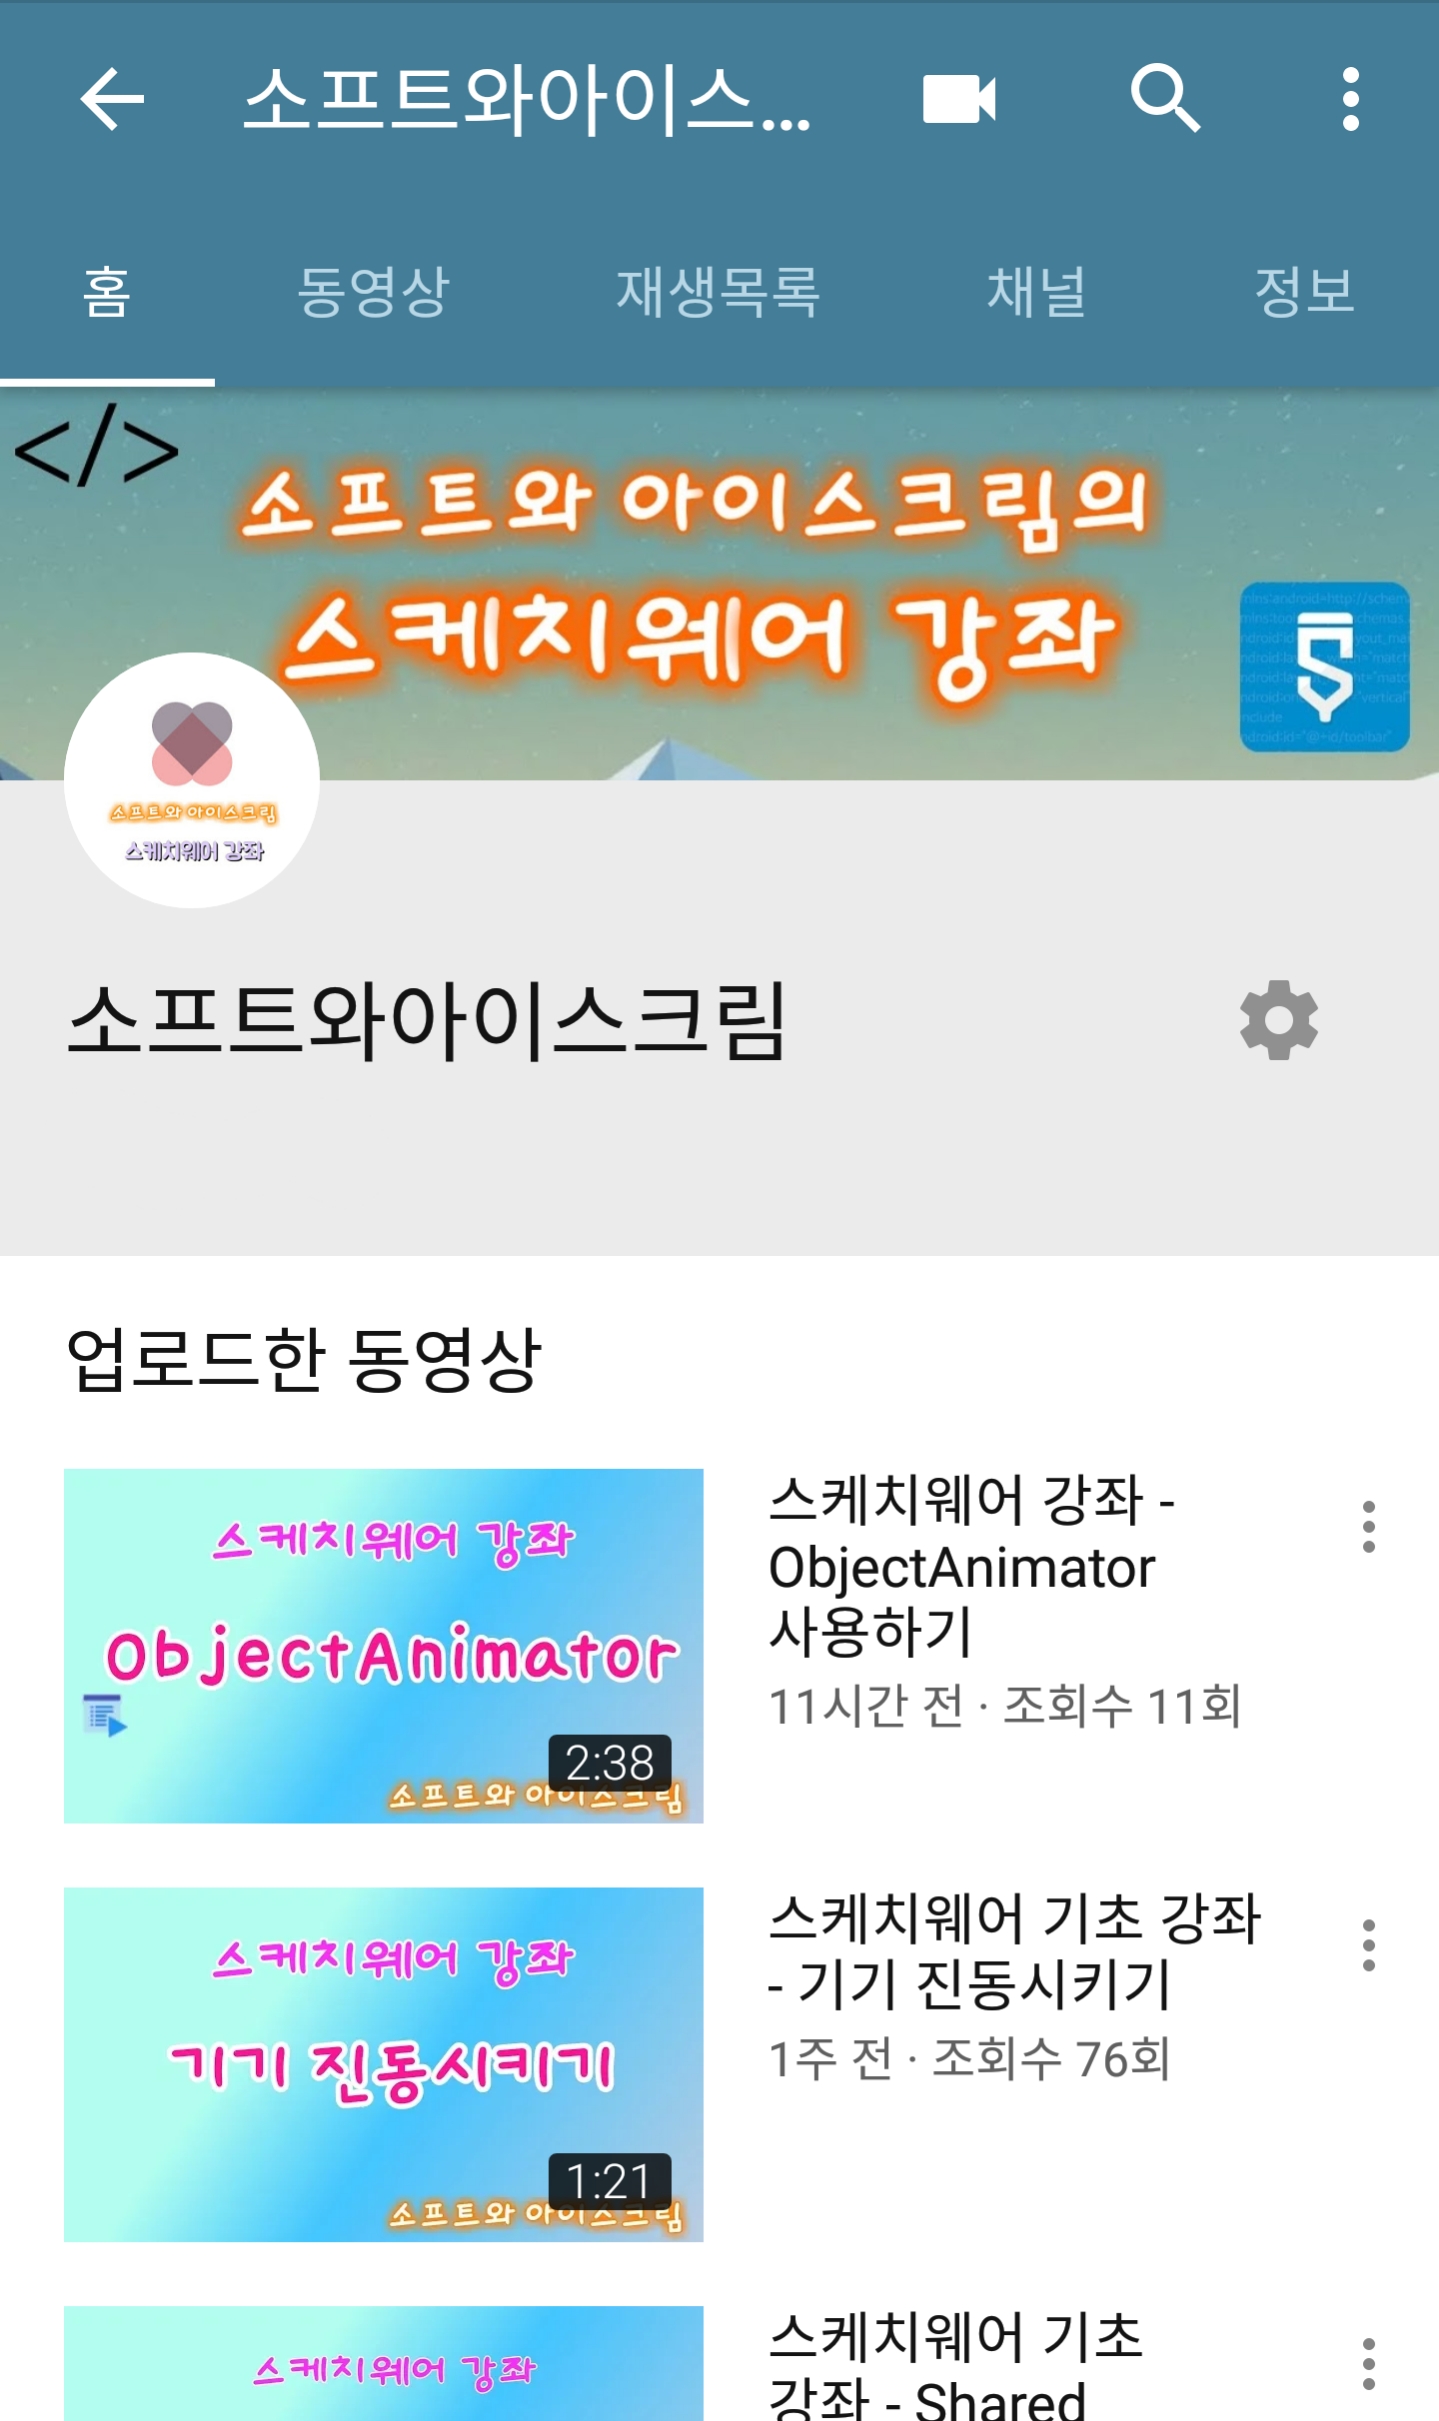 소프트와아이스...
홈 동영상 재생목록 채널 정보
</>
소프트와 아이스크림의
스케치웨어 강좌
소프트와 아이스크림
스케치웨어 강좌
소프트와아이스크림
업로드한 동영상
스케치웨어 강좌
ObjectAnimator
2:38
소프트와 아이스크림
스케치웨어 강좌 -
ObjectAnimator
사용하기
11시간 전 · 조회수 11회
스케치웨어 강좌
기기 진동시키기
1:21
소프트와 아이스크림
스케치웨어 기초 강좌
- 기기 진동시키기
1주 전 · 조회수 76회
스케치웨어 강좌
스케치웨어 기초
강좌 - Shared